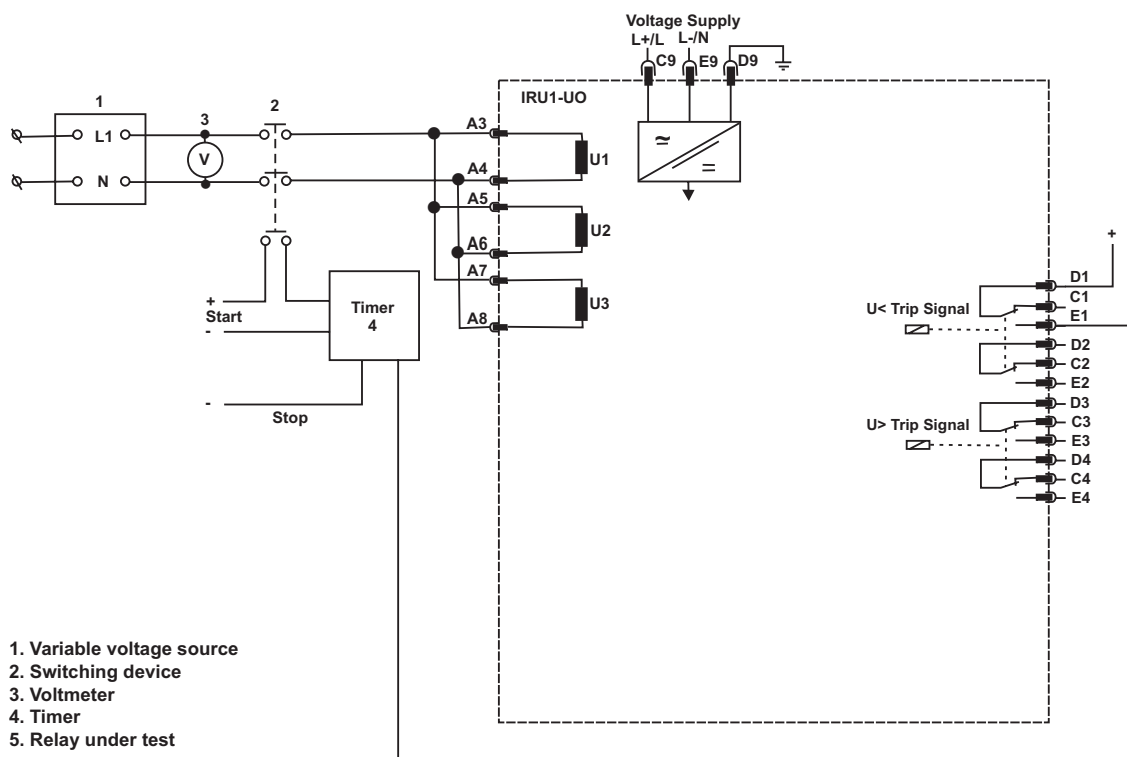 Voltage Supply
L+/L L-/N
C9 E9 D9
IRU1-UO
1 2
3
L1
V
N
A3
A4
A5
A6
A7
A8
U1
U2
U3
≃
=
+
Start
-
Timer
4
-
Stop
+
D1
C1
E1
D2
C2
E2
D3
C3
E3
D4
C4
E4
U< Trip Signal
U> Trip Signal
1. Variable voltage source
2. Switching device
3. Voltmeter
4. Timer
5. Relay under test